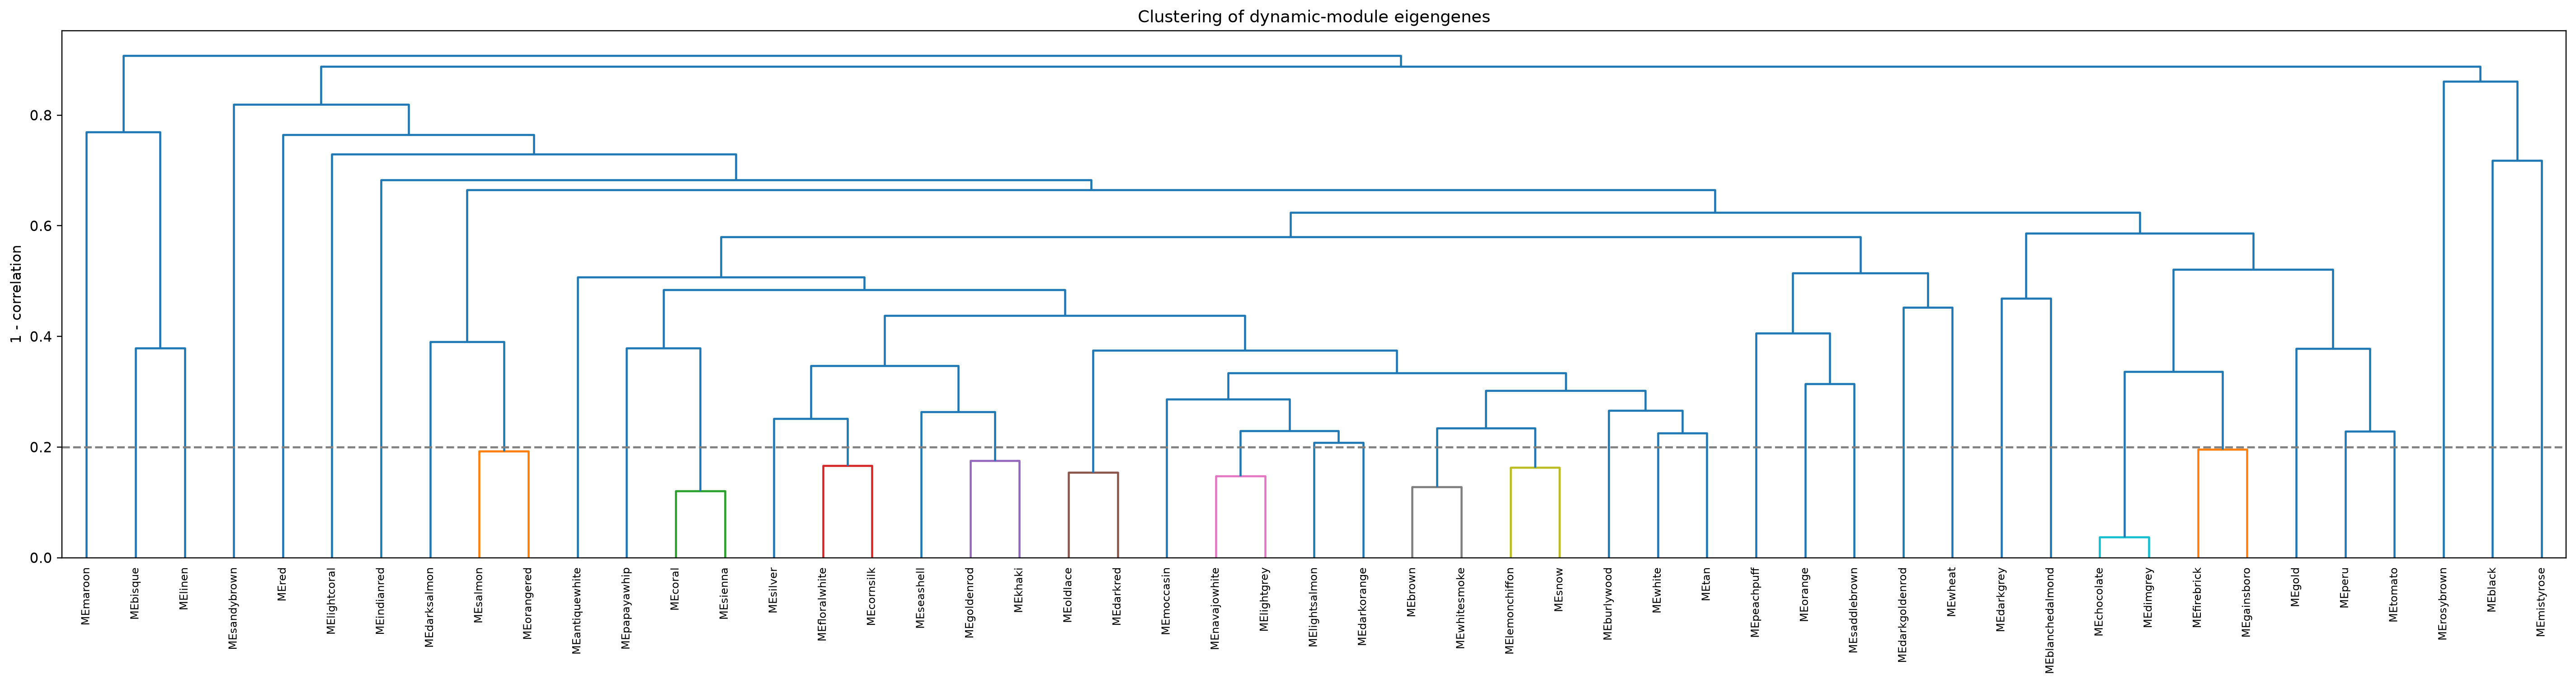 Clustering of dynamic-module eigengenes
1 - correlation
0.8
0.6
0.4
0.2
0.0
MEmaroon
MEbisque
MElinen
MEsandybrown
MEred
MElightcoral
MEindianred
MEdarksalmon
MEsalmon
MEorangered
MEantiquewhite
MEpapayawhip
MEcoral
MEsienna
MEsilver
MEfloralwhite
MEcornsilk
MEseashell
MEgoldenrod
MEkhaki
MEoldlace
MEdarkred
MEmoccasin
MEnavajowhite
MElightgrey
MElightsalmon
MEdarkorange
MEbrown
MEwhitesmoke
MElemonchiffon
MEsnow
MEburlywood
MEwhite
MEtan
MEpeachpuff
MEorange
MEsaddlebrown
MEdarkgoldenrod
MEwheat
MEdarkgrey
MEblanchedalmond
MEchocolate
MEdimgrey
MEfirebrick
MEgainsboro
MEgold
MEperu
MEtomato
MErosybrown
MEblack
MEmistyrose